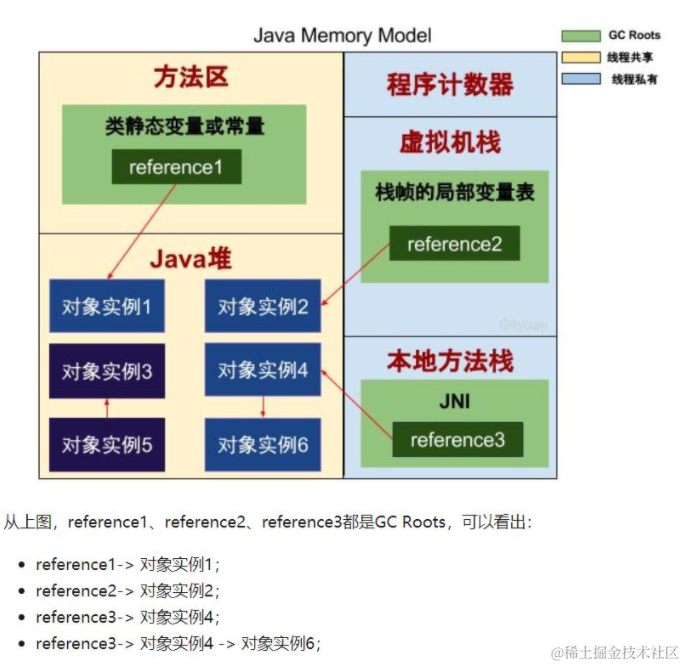 Java Memory Model
GC Roots
线程共享
线程私有
方法区
类静态变量或常量
reference1
程序计数器
虚拟机栈
栈帧的局部变量表
reference2
Gityuan
Java堆
对象实例1
对象实例2
对象实例3
对象实例4
对象实例5
对象实例6
本地方法栈
JNI
reference3
从上图，reference1、reference2、reference3都是GC Roots，可以看出：
• reference1-> 对象实例1；
• reference2-> 对象实例2；
• reference3-> 对象实例4；
• reference3-> 对象实例4 -> 对象实例6；
@稀土掘金技术社区